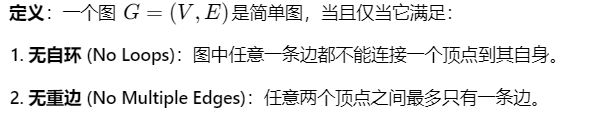 定义：一个图 G = (V, E) 是简单图，当且仅当它满足：
1. 无自环 (No Loops)：图中任意一条边都不能连接一个顶点到其自身。
2. 无重边 (No Multiple Edges)：任意两个顶点之间最多只有一条边。